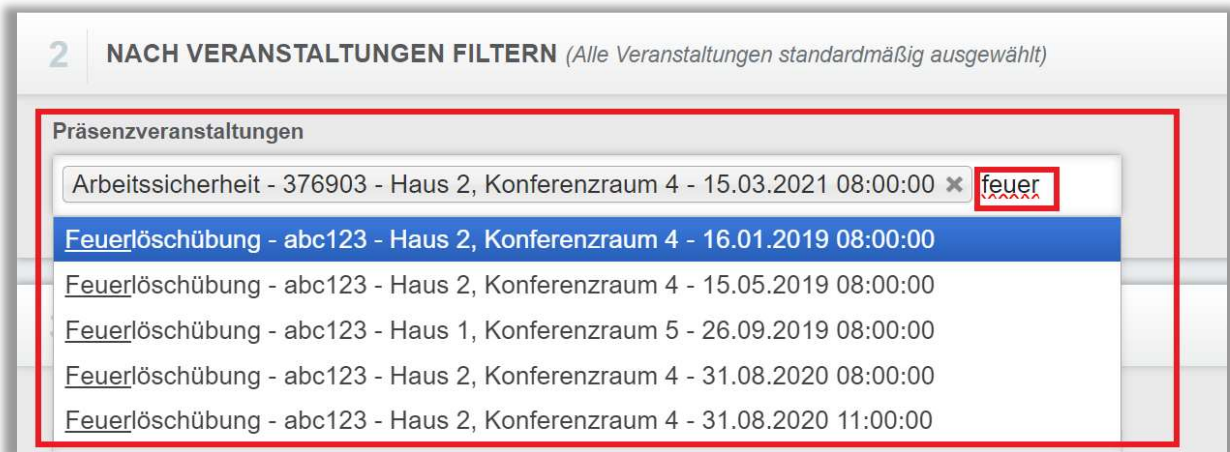 2 NACH VERANSTALTUNGEN FILTERN (Alle Veranstaltungen standardmäßig ausgewählt)
Präsenzveranstaltungen
Arbeitssicherheit - 376903 - Haus 2, Konferenzraum 4 - 15.03.2021 08:00:00 × feuer
Feuerlöschübung - abc123 - Haus 2, Konferenzraum 4 - 16.01.2019 08:00:00
Feuerlöschübung - abc123 - Haus 2, Konferenzraum 4 - 15.05.2019 08:00:00
Feuerlöschübung - abc123 - Haus 1, Konferenzraum 5 - 26.09.2019 08:00:00
Feuerlöschübung - abc123 - Haus 2, Konferenzraum 4 - 31.08.2020 08:00:00
Feuerlöschübung - abc123 - Haus 2, Konferenzraum 4 - 31.08.2020 11:00:00